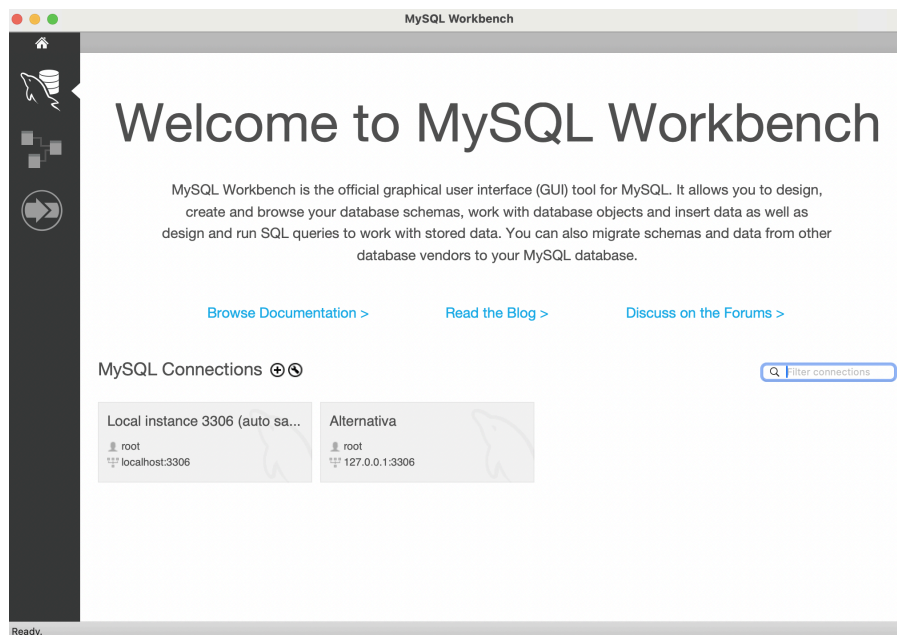 MySQL Workbench
Welcome to MySQL Workbench
MySQL Workbench is the official graphical user interface (GUI) tool for MySQL. It allows you to design,
create and browse your database schemas, work with database objects and insert data as well as
design and run SQL queries to work with stored data. You can also migrate schemas and data from other
database vendors to your MySQL database.
Browse Documentation > Read the Blog > Discuss on the Forums >
MySQL Connections
Filter connections
Local instance 3306 (auto sa...
root
localhost:3306
Alternativa
root
127.0.0.1:3306
Ready.